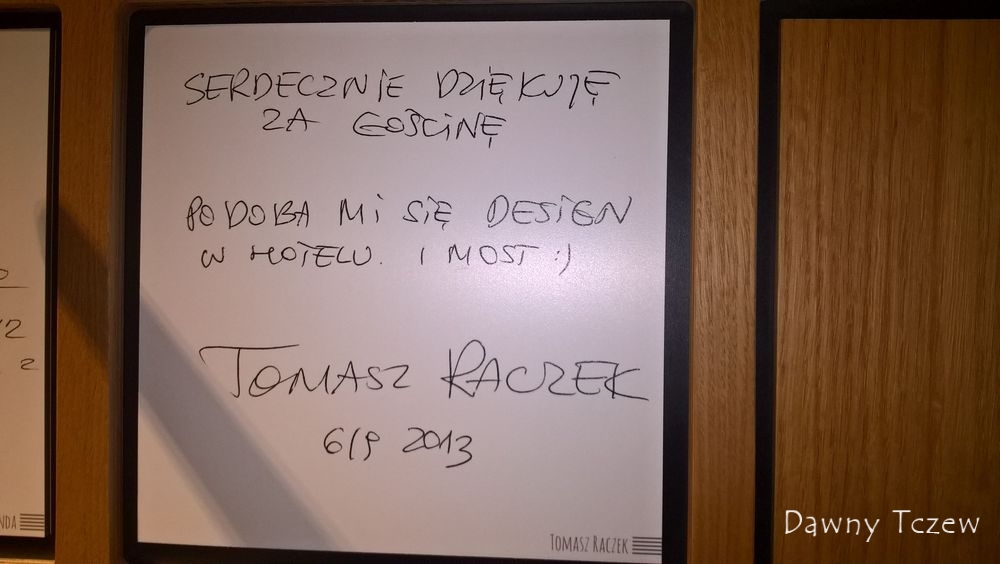 SERDECZNIE DZIĘKUJĘ
ZA GOŚCINĘ
PODOBA MI SIĘ DESIGN
W HOTELU. I MOST :)
TOMASZ RACZEK
6/9 2013
TOMASZ RACZEK
Dawny Tczew